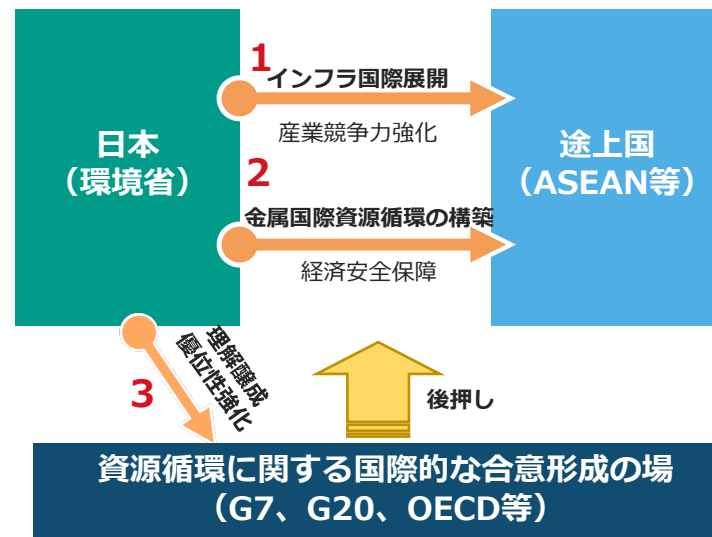 日本
（環境省）
1
インフラ国際展開
産業競争力強化
2
金属国際資源循環の構築
経済安全保障
途上国
（ASEAN等）
3
理解醸成
優位性強化
後押し
資源循環に関する国際的な合意形成の場
（G7、G20、OECD等）